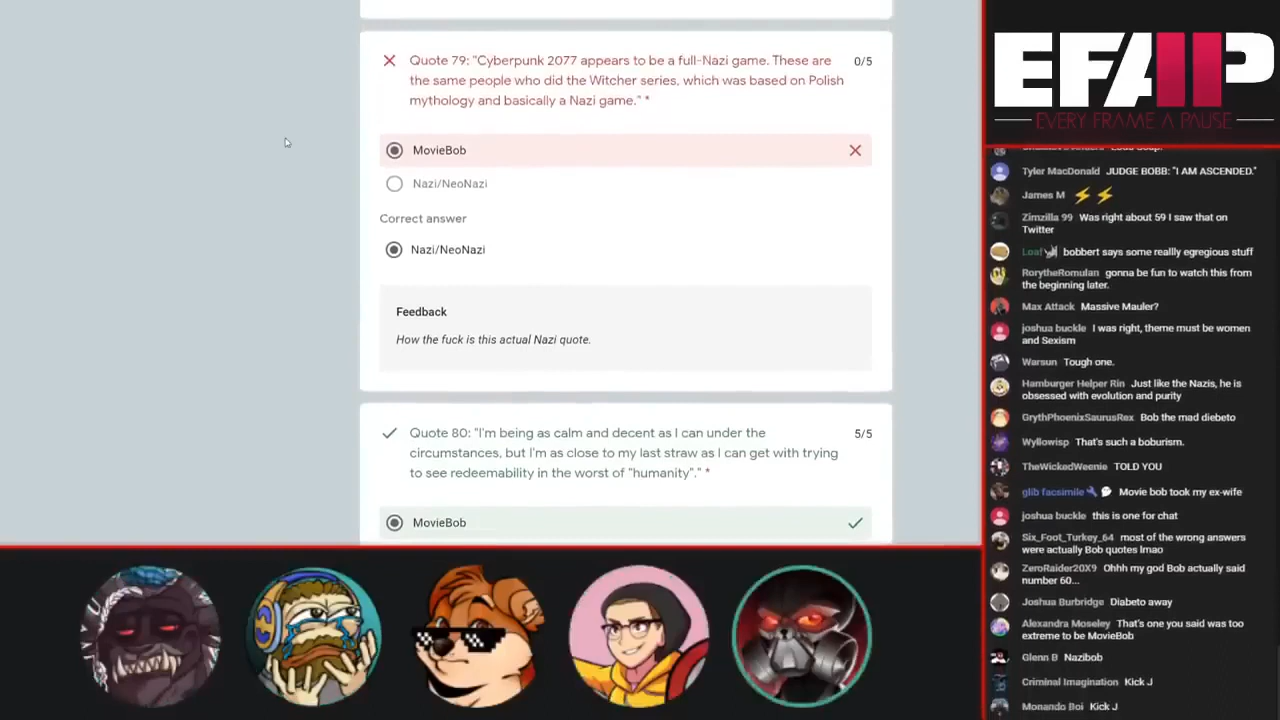 Quote 79: "Cyberpunk 2077 appears to be a full-Nazi game. These are
the same people who did the Witcher series, which was based on Polish
mythology and basically a Nazi game." *
0/5
MovieBob
Nazi/NeoNazi
Correct answer
Nazi/NeoNazi
Feedback
How the fuck is this actual Nazi quote.
Quote 80: "I'm being as calm and decent as I can under the
circumstances, but I'm as close to my last straw as I can get with trying
to see redeemability in the worst of "humanity"." *
5/5
MovieBob
EFAP
EVERY FRAME A PAUSE
Tyler MacDonald JUDGE BOBB: "I AM ASCENDED."
James M
Zimzilla 99 Was right about 59 I saw that on
Twitter
Loaf bobbert says some reallly egregious stuff
RorytheRomulan gonna be fun to watch this from
the beginning later.
Max Attack Massive Mauler?
joshua buckle I was right, theme must be women
and Sexism
Warsun Tough one.
Hamburger Helper Rin Just like the Nazis, he is
obsessed with evolution and purity
GrythPhoenixSaurusRex Bob the mad diebeto
Wyllowisp That's such a boburism.
TheWickedWeenie TOLD YOU
glib facsimile Movie bob took my ex-wife
joshua buckle this is one for chat
Six_Foot_Turkey_64 most of the wrong answers
were actually Bob quotes lmao
ZeroRaider20X9 Ohhh my god Bob actually said
number 60...
Joshua Burbridge Diabeto away
Alexandra Moseley That's one you said was too
extreme to be MovieBob
Glenn B Nazibob
Criminal Imagination Kick J
Monando Boi Kick J